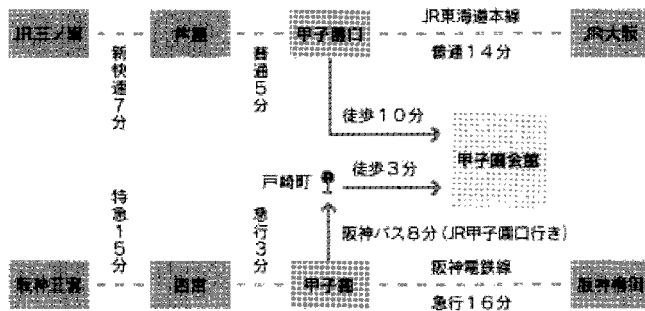 JR三ノ宮
新快速7分
芦屋
普通5分
甲子園口
JR東海道本線
普通14分
JR大阪
徒歩10分
甲子園会館
戸崎町
徒歩3分
阪神バス8分(JR甲子園口行き)
阪神三宮
特急15分
西宮
急行3分
甲子園
阪神電鉄線
急行16分
阪神梅田